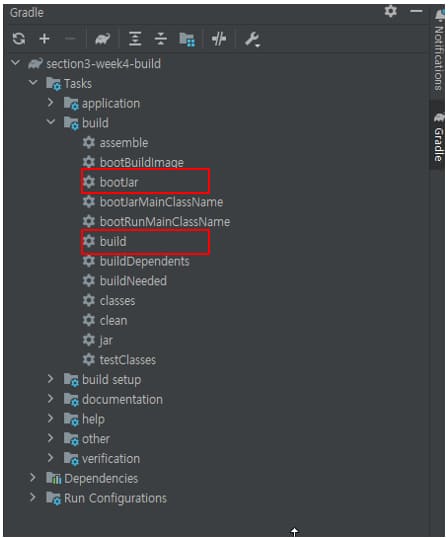 Gradle
section3-week4-build
Tasks
application
build
assemble
bootBuildImage
bootJar
bootJarMainClassName
bootRunMainClassName
build
buildDependents
buildNeeded
classes
clean
jar
testClasses
build setup
documentation
help
other
verification
Dependencies
Run Configurations
Notifications
Gradle